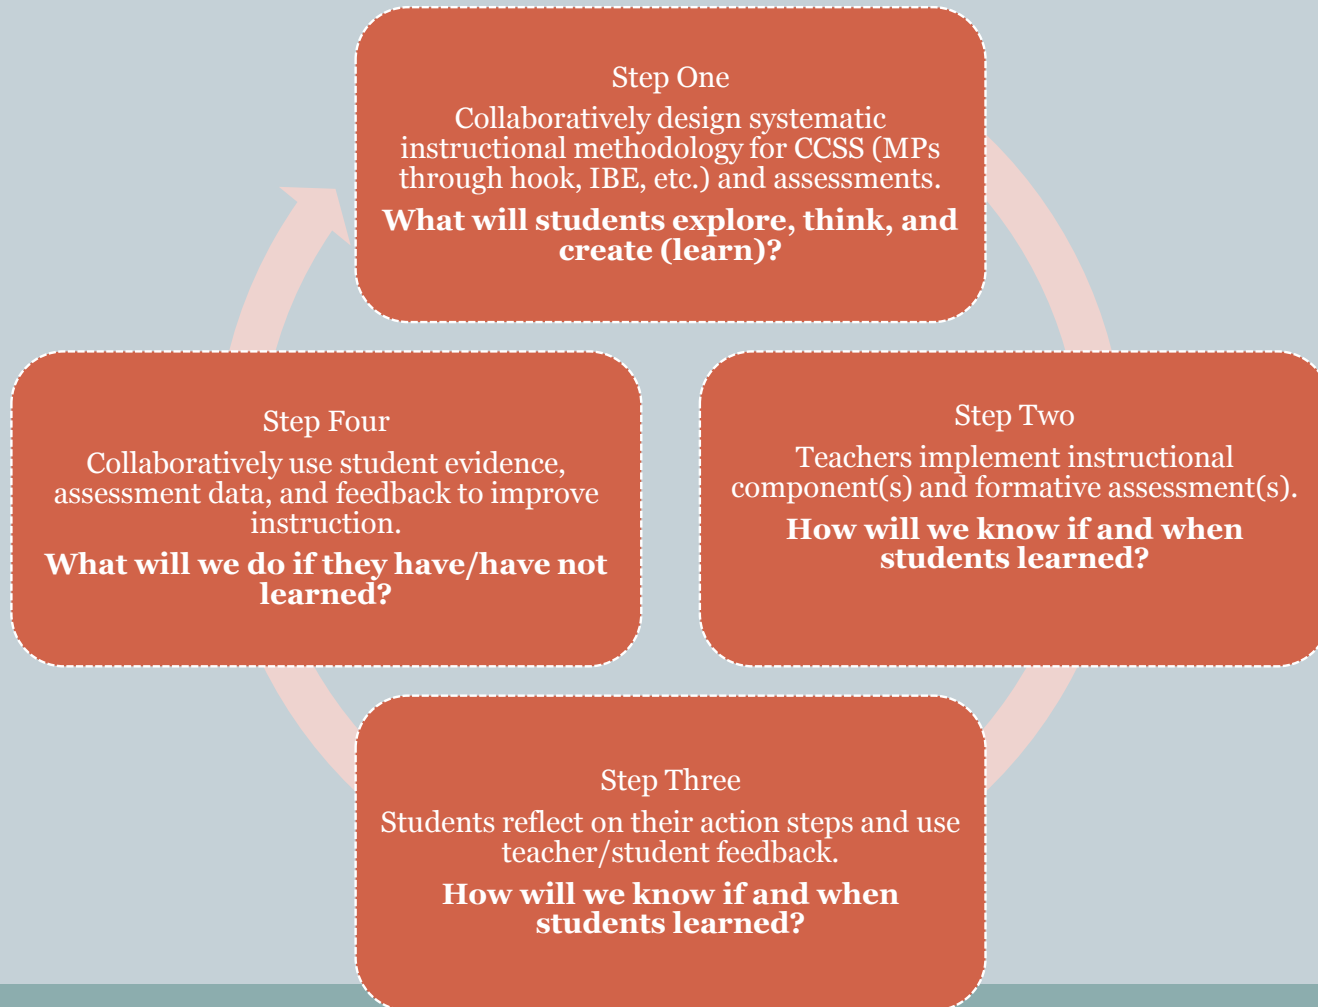 Step One
Collaboratively design systematic
instructional methodology for CCSS (MPs
through hook, IBE, etc.) and assessments.
What will students explore, think, and
create (learn)?
Step Two
Teachers implement instructional
component(s) and formative assessment(s).
How will we know if and when
students learned?
Step Three
Students reflect on their action steps and use
teacher/student feedback.
How will we know if and when
students learned?
Step Four
Collaboratively use student evidence,
assessment data, and feedback to improve
instruction.
What will we do if they have/have not
learned?